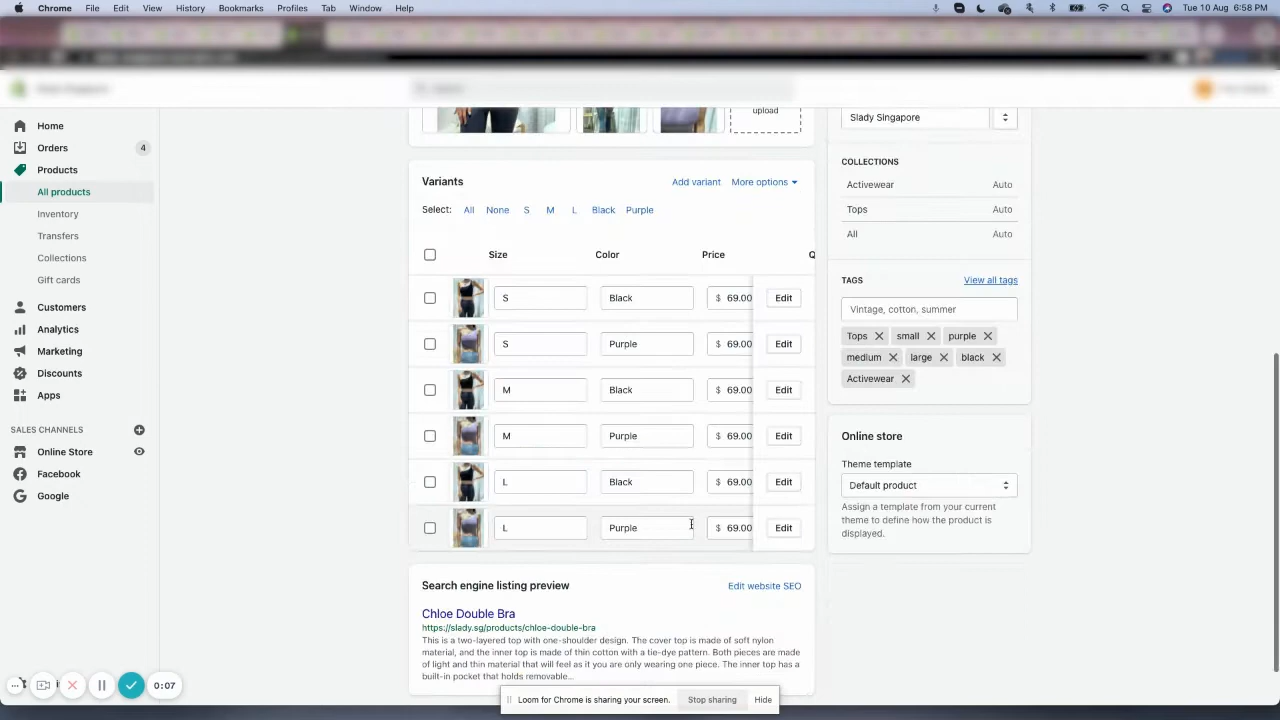 Chrome File Edit View History Bookmarks Profiles Tab Window Help Tue 10 Aug 6:58 PM
Home
Orders 4
Products
All products
Inventory
Transfers
Collections
Gift cards
Customers
Analytics
Marketing
Discounts
Apps
SALES CHANNELS
Online Store
Facebook
Google
upload
Variants Add variant More options
Select: All None S M L Black Purple
Size Color Price Q
S Black $ 69.00 Edit
S Purple $ 69.00 Edit
M Black $ 69.00 Edit
M Purple $ 69.00 Edit
L Black $ 69.00 Edit
L Purple $ 69.00 Edit
Search engine listing preview Edit website SEO
Chloe Double Bra
https://slady.sg/products/chloe-double-bra
This is a two-layered top with one-shoulder design. The cover top is made of soft nylon
material, and the inner top is made of thin cotton with a tie-dye pattern. Both pieces are made
of light and thin material that will feel as it you are only wearing one piece. The inner top has a
built-in pocket that holds removable...
Slady Singapore
COLLECTIONS
Activewear Auto
Tops Auto
All Auto
TAGS View all tags
Vintage, cotton, summer
Tops small purple
medium large black
Activewear
Online store
Theme template
Default product
Assign a template from your current
theme to define how the product is
displayed.
0:07
Loom for Chrome is sharing your screen. Stop sharing Hide